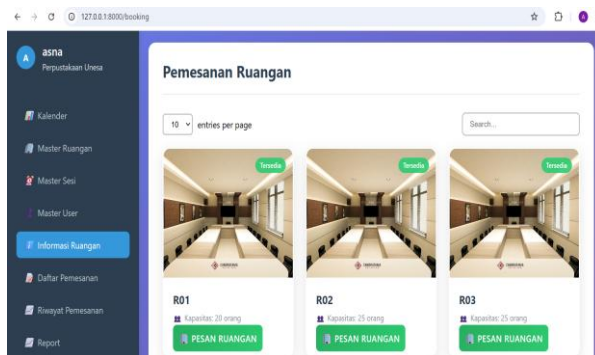 127.0.0.1:8000/booking
A
A
asna
Perpustakaan Unesa
Kalender
Master Ruangan
Master Sesi
Master User
Informasi Ruangan
Daftar Pemesanan
Riwayat Pemesanan
Report
Pemesanan Ruangan
10 entries per page
Search...
Tersedia
Tersedia
Tersedia
R01
Kapasitas: 20 orang
PESAN RUANGAN
R02
Kapasitas: 25 orang
PESAN RUANGAN
R03
Kapasitas: 25 orang
PESAN RUANGAN